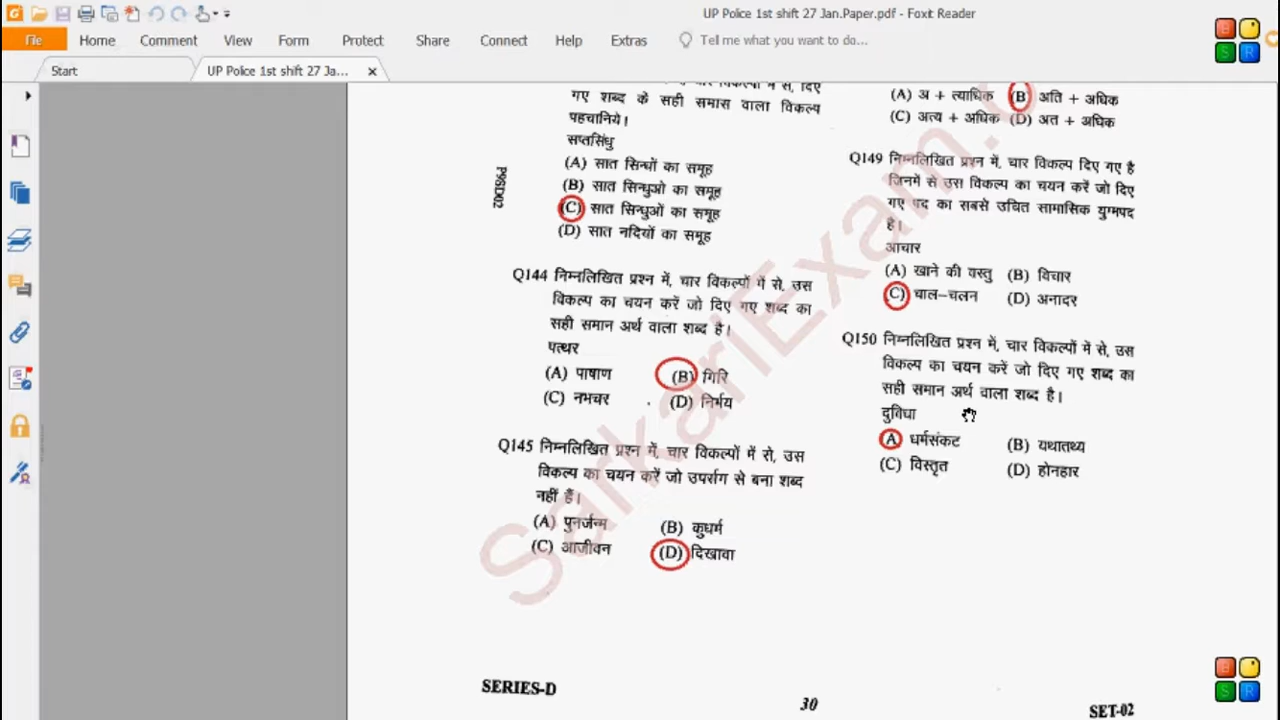 UP Police 1st shift 27 Jan.Paper.pdf - Foxit Reader
File Home Comment View Form Protect Share Connect Help Extras Tell me what you want to do...
Start UP Police 1st shift 27 Ja...
से चार विकल्पों में से, दिए
गए शब्द के सही समास वाला विकल्प
पहचानिये।
सप्तसिंधु
(A) सात सिन्धों का समूह
(B) सात सिन्धुओ का समूह
(C) सात सिन्धुओं का समूह
(D) सात नदियों का समूह
P9SD02
Q144 निम्नलिखित प्रश्न में, चार विकल्पों में से, उस
विकल्प का चयन करें जो दिए गए शब्द का
सही समान अर्थ वाला शब्द है।
पत्थर
(A) पाषाण (B) गिरि
(C) नभचर (D) निर्भय
Q145 निम्नलिखित प्रश्न में, चार विकल्पों में से, उस
विकल्प का चयन करें जो उपर्सग से बना शब्द
नहीं हैं।
(A) पुनर्जन्म (B) कुधर्म
(C) आजीवन (D) दिखावा
(A) अ + त्याधिक (B) अति + अधिक
(C) अत्य + अधिक (D) अत + अधिक
Q149 निम्नलिखित प्रश्न में, चार विकल्प दिए गए है
जिनमें से उस विकल्प का चयन करें जो दिए
गए पद का सबसे उचित सामासिक युग्मपद
है।
आचार
(A) खाने की वस्तु (B) विचार
(C) चाल-चलन (D) अनादर
Q150 निम्नलिखित प्रश्न में, चार विकल्पों में से, उस
विकल्प का चयन करें जो दिए गए शब्द का
सही समान अर्थ वाला शब्द है।
दुविधा
(A) धर्मसंकट (B) यथातथ्य
(C) विस्तृत (D) होनहार
SarkariExam.c
SERIES-D 30 SET-02
E
S R
E
S R